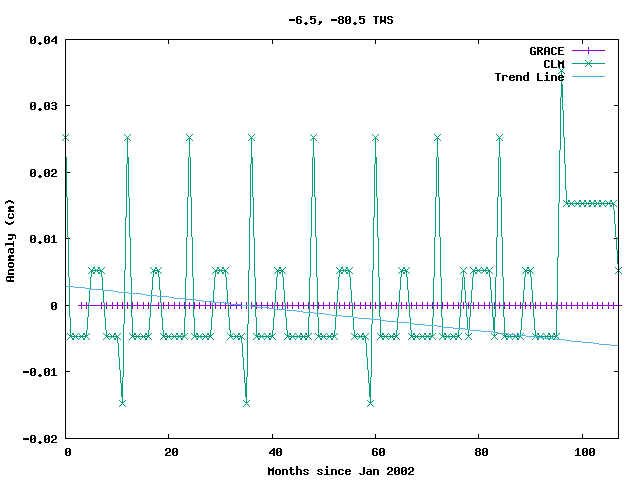 -6.5, -80.5 TWS
0.04
0.03
0.02
0.01
0
-0.01
-0.02
Anomaly (cm)
GRACE
CLM
Trend Line
0 20 40 60 80 100
Months since Jan 2002